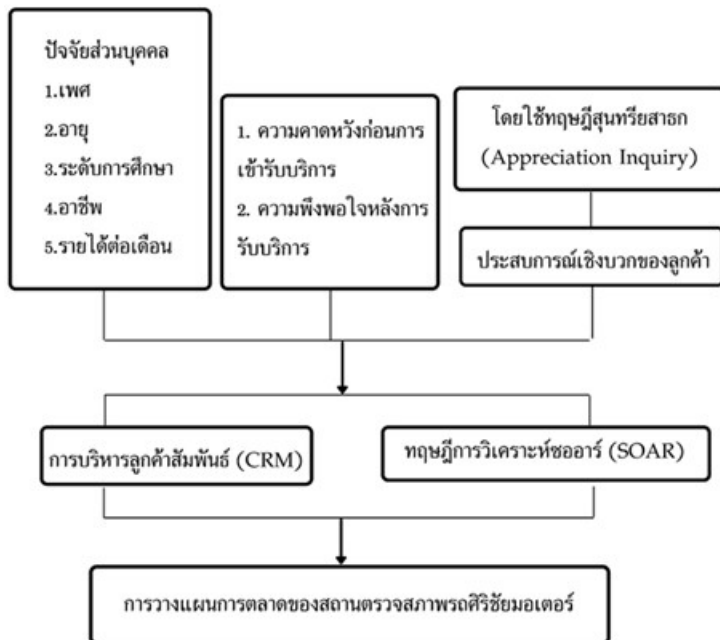 ปัจจัยส่วนบุคคล
1.เพศ
2.อายุ
3.ระดับการศึกษา
4.อาชีพ
5.รายได้ต่อเดือน
1. ความคาดหวังก่อนการ
เข้ารับบริการ
2. ความพึงพอใจหลังการ
รับบริการ
โดยใช้ทฤษฎีสุนทรียสาธก
(Appreciation Inquiry)
ประสบการณ์เชิงบวกของลูกค้า
การบริหารลูกค้าสัมพันธ์ (CRM)
ทฤษฎีการวิเคราะห์ซออาร์ (SOAR)
การวางแผนการตลาดของสถานตรวจสภาพรถศิริชัยมอเตอร์